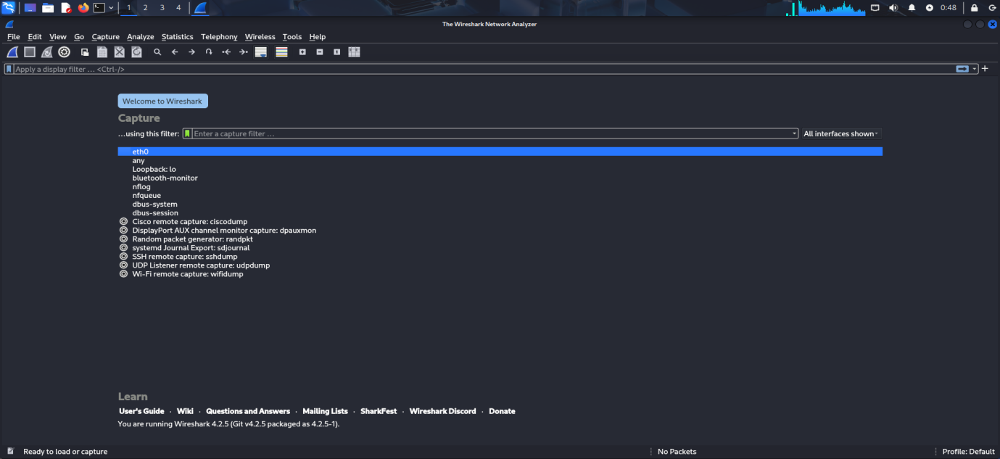 1 2 3 4 0:48
The Wireshark Network Analyzer
File Edit View Go Capture Analyze Statistics Telephony Wireless Tools Help
Apply a display filter … <Ctrl-/>
Welcome to Wireshark
Capture
…using this filter: Enter a capture filter … All interfaces shown
eth0
any
Loopback: lo
bluetooth-monitor
nflog
nfqueue
dbus-system
dbus-session
Cisco remote capture: ciscodump
DisplayPort AUX channel monitor capture: dpauxmon
Random packet generator: randpkt
systemd Journal Export: sdjournal
SSH remote capture: sshdump
UDP Listener remote capture: udpdump
Wi-Fi remote capture: wifidump
Learn
User's Guide · Wiki · Questions and Answers · Mailing Lists · SharkFest · Wireshark Discord · Donate
You are running Wireshark 4.2.5 (Git v4.2.5 packaged as 4.2.5-1).
Ready to load or capture No Packets Profile: Default